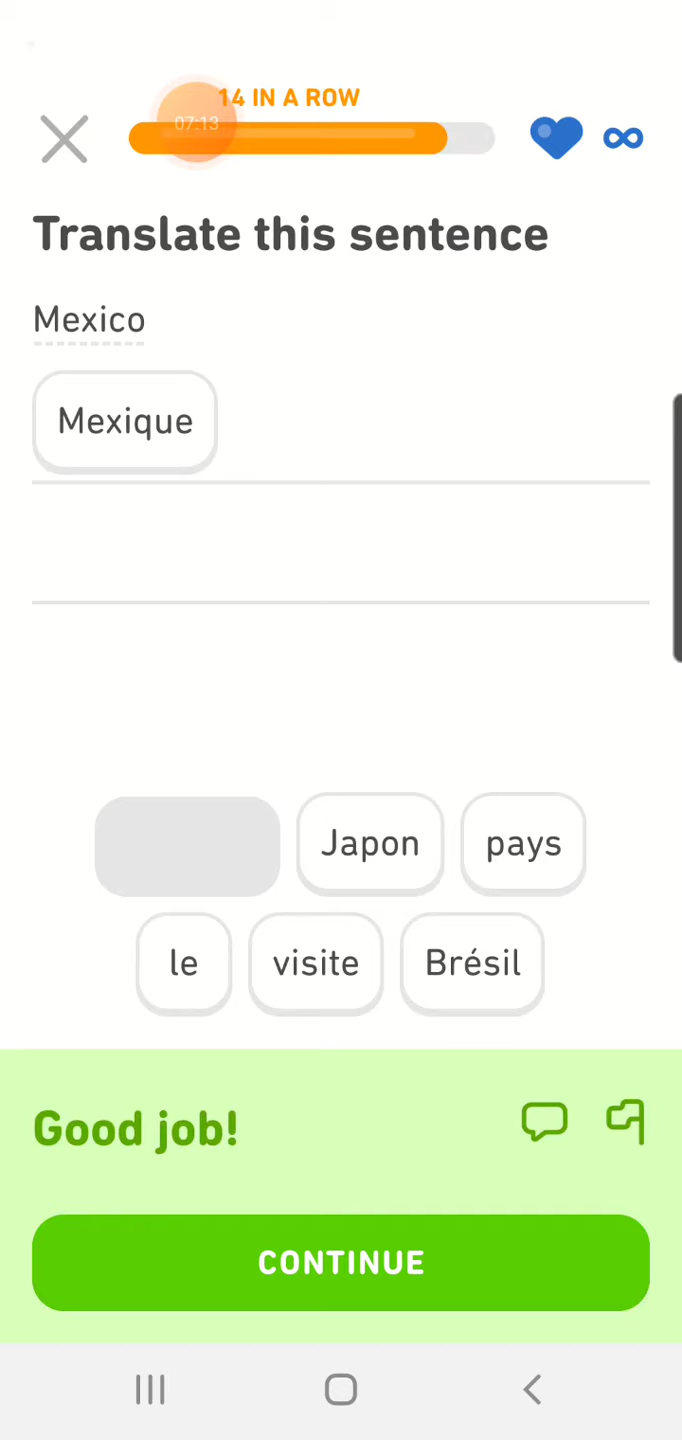 14 IN A ROW
07:13
Translate this sentence
Mexico
Mexique
Japon pays
le visite Brésil
Good job!
CONTINUE